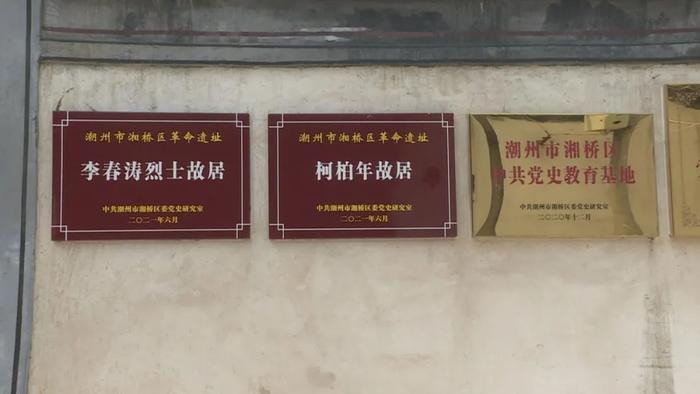 潮州市湘桥区革命遗址
李春涛烈士故居
中共潮州市湘桥区委党史研究室
二〇二一年六月
潮州市湘桥区革命遗址
柯柏年故居
中共潮州市湘桥区委党史研究室
二〇二一年六月
潮州市湘桥区
中共党史教育基地
中共潮州市湘桥区委党史研究室
二〇二〇年十二月